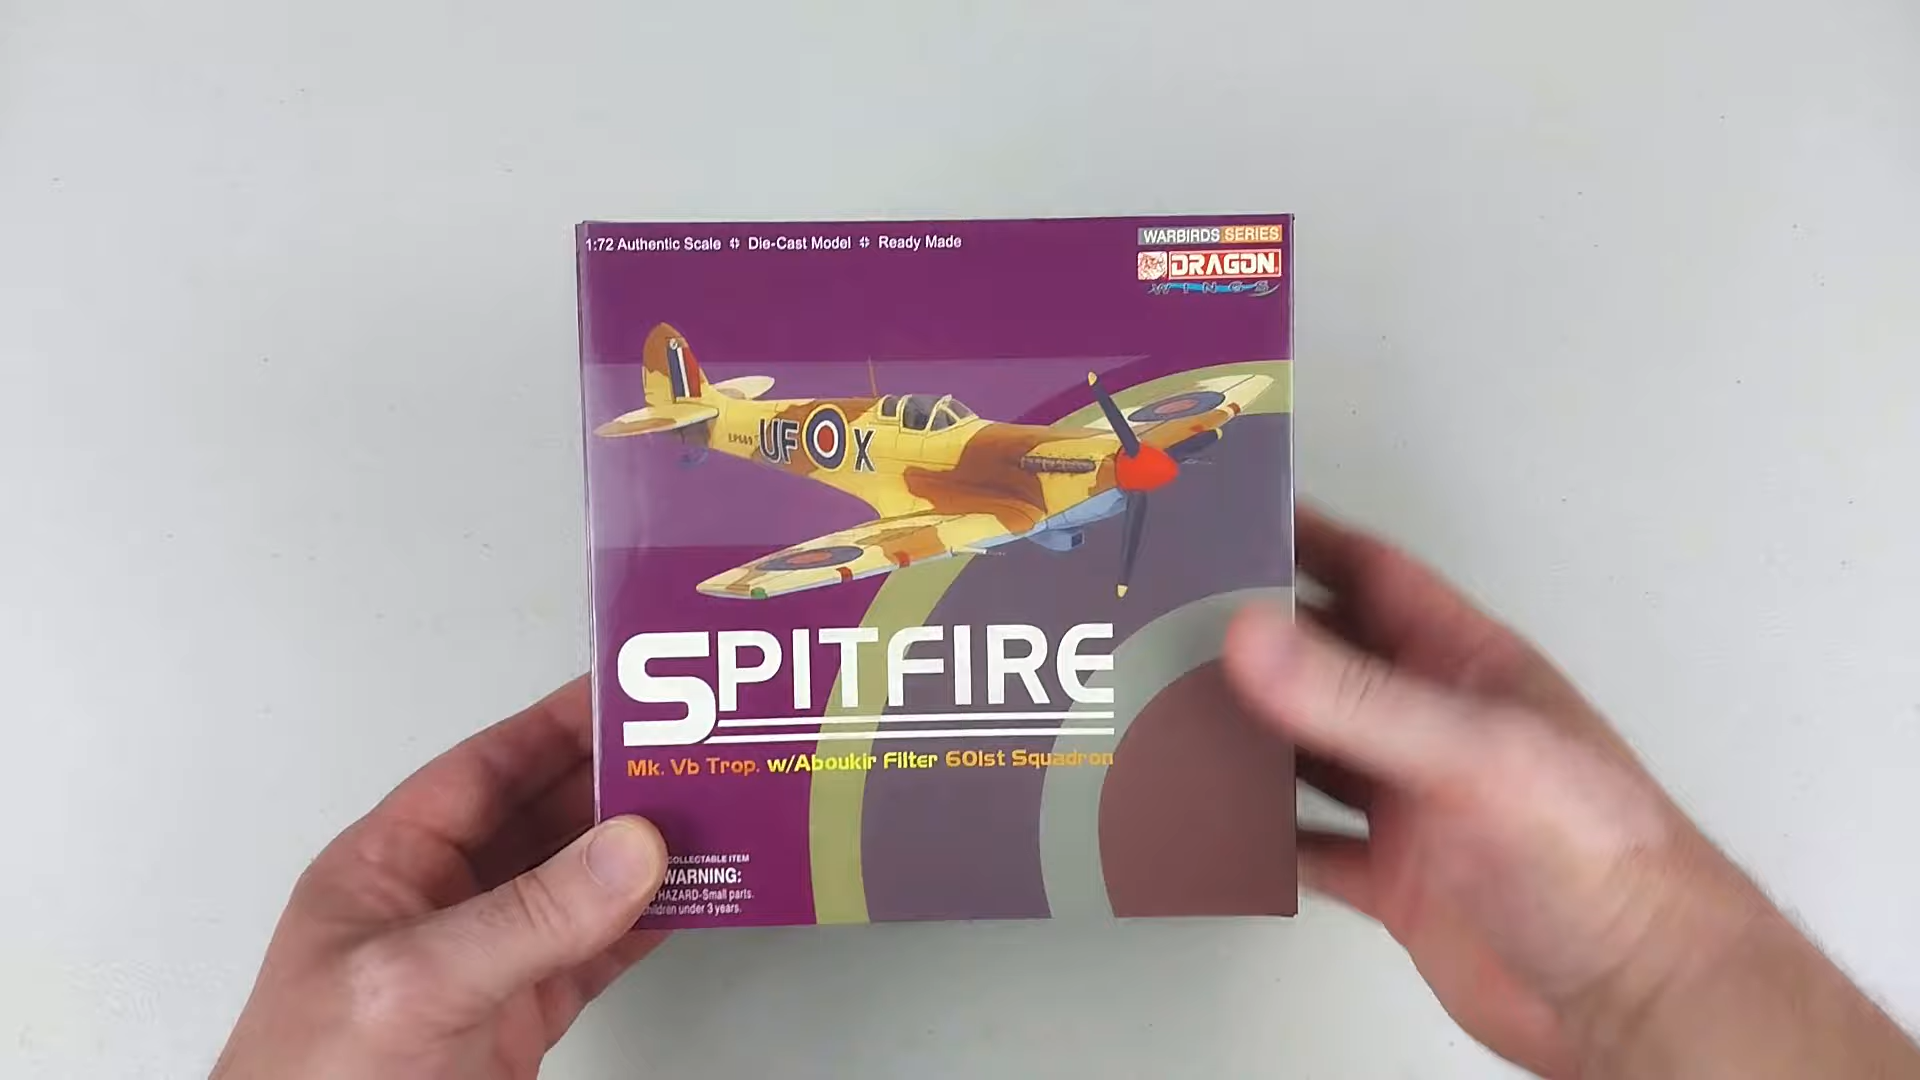 1:72 Authentic Scale ✣ Die-Cast Model ✣ Ready Made
WARBIRDS SERIES
DRAGON
WINGS
UF X
SPITFIRE
Mk. Vb Trop. w/Aboukir Filter 601st Squadron
COLLECTABLE ITEM
WARNING:
HAZARD-Small parts.
children under 3 years.